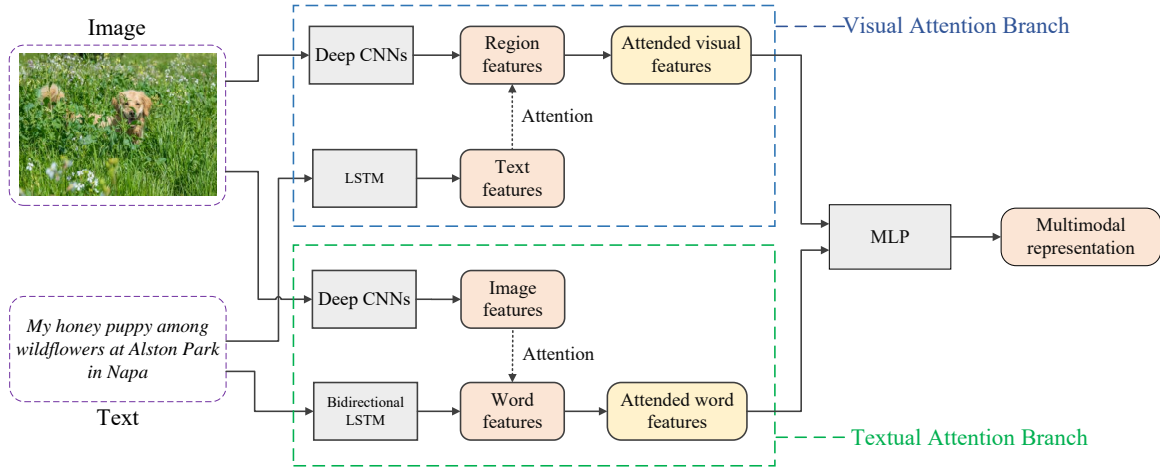 Image
Deep CNNs
Region
features
Attended visual
features
Visual Attention Branch
Attention
LSTM
Text
features
MLP
Multimodal
representation
Deep CNNs
Image
features
My honey puppy among
wildflowers at Alston Park
in Napa
Attention
Text
Bidirectional
LSTM
Word
features
Attended word
features
Textual Attention Branch